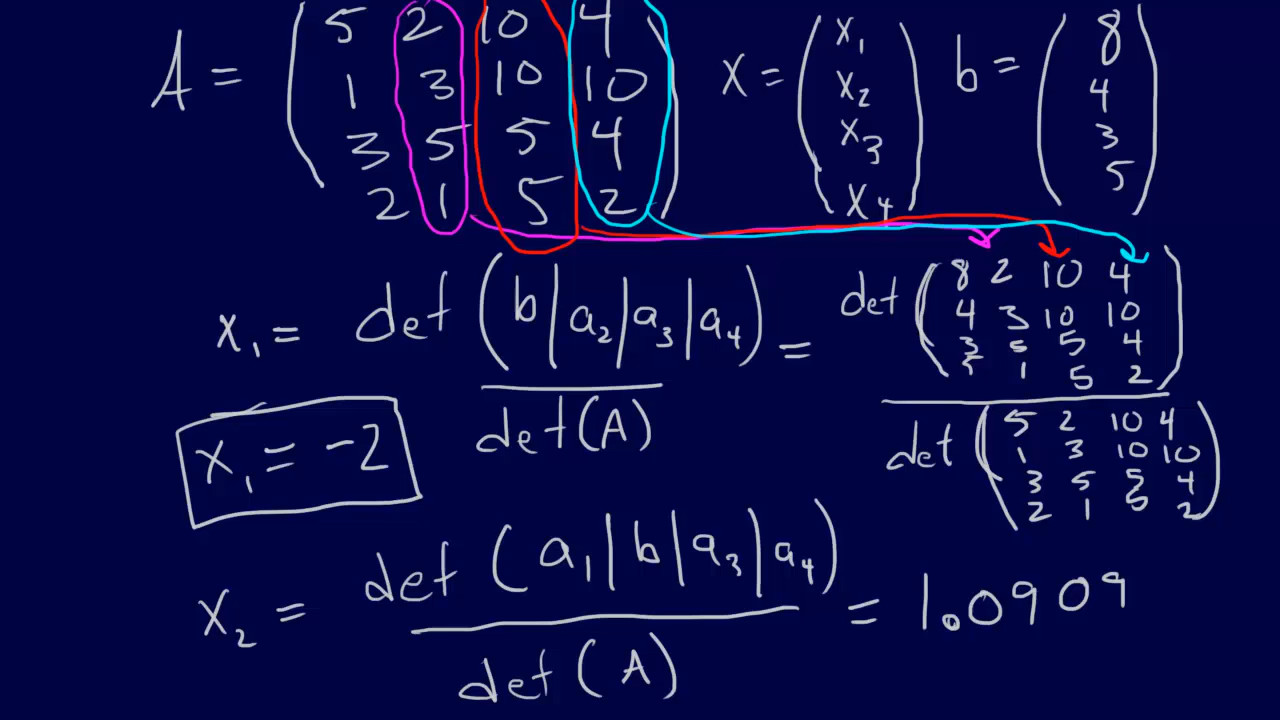 A = ( 5 2 10 4 ) X = ( x₁ ) b = ( 8 )
1 3 10 10 x₂ 4
3 5 5 4 x₃ 3
2 1 5 2 x₄ 5
x₁ = det ( b | a₂ | a₃ | a₄ ) = det ( 8 2 10 4 )
4 3 10 10
3 5 5 4
1 5 2
det(A) det ( 5 2 10 4 )
1 3 10 10
3 5 5 4
2 1 5 2
x₁ = -2
x₂ = det ( a₁ | b | a₃ | a₄ ) = 1.0909
det(A)